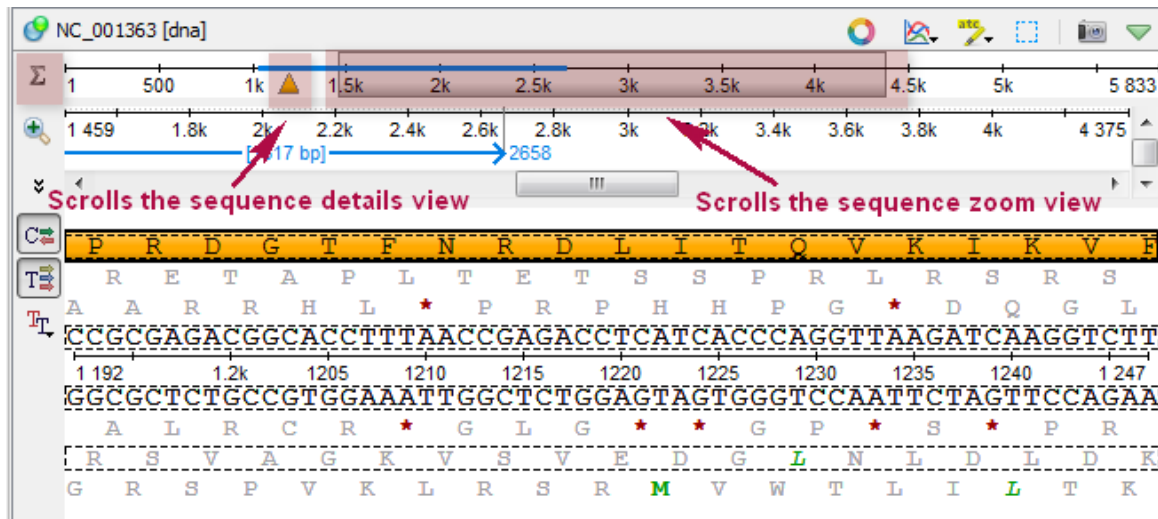 NC_001363 [dna]
atc
Σ
1 500 1k 1.5k 2k 2.5k 3k 3.5k 4k 4.5k 5k 5 833
1 459 1.8k 2k 2.2k 2.4k 2.6k 2.8k 3k 3.4k 3.6k 3.8k 4k 4 375
17 bp] 2658
Scrolls the sequence details view
Scrolls the sequence zoom view
C
P R D G T F N R D L I T Q V K I K V F
T
R E T A P L T E T S S P R L R S R S
A A R R H L * P R P H H P G * D Q G L
TT
CCGCGAGACGGCACCTTTAACCGAGACCTCATCACCCAGGTTAAGATCAAGGTCTT
1 192 1.2k 1205 1210 1215 1220 1225 1230 1235 1240 1 247
GGCGCTCTGCCGTGGAAATTGGCTCTGGAGTAGTGGGTCCAATTCTAGTTCCAGAA
A L R C R * G L G * * G P * S * P R
R S V A G K V S V E D G L N L D L D K
G R S P V K L R S R M V W T L I L T K